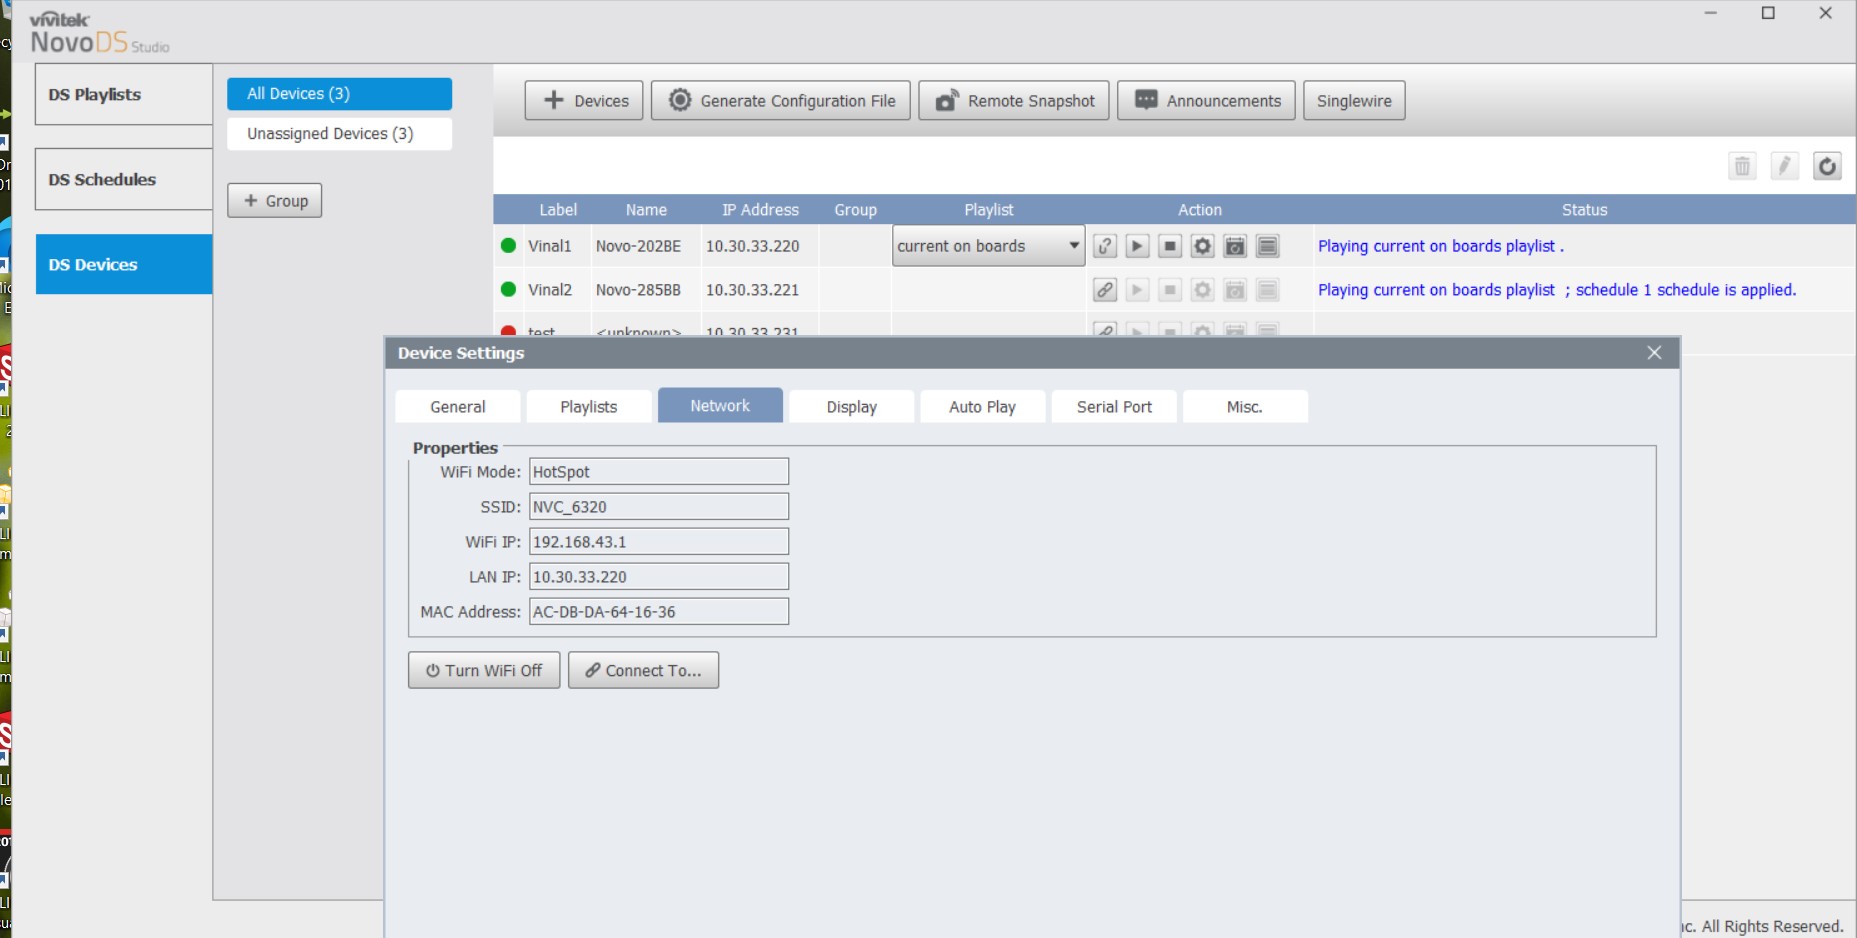 vivitek
NovoDS Studio
DS Playlists
DS Schedules
DS Devices
All Devices (3)
Unassigned Devices (3)
+ Group
+ Devices
Generate Configuration File
Remote Snapshot
Announcements
Singlewire
Label Name IP Address Group Playlist Action Status
Vinal1 Novo-202BE 10.30.33.220 current on boards Playing current on boards playlist .
Vinal2 Novo-285BB 10.30.33.221 Playing current on boards playlist ; schedule 1 schedule is applied.
test <unknown> 10.30.33.231
Device Settings
General
Playlists
Network
Display
Auto Play
Serial Port
Misc.
Properties
WiFi Mode: HotSpot
SSID: NVC_6320
WiFi IP: 192.168.43.1
LAN IP: 10.30.33.220
MAC Address: AC-DB-DA-64-16-36
Turn WiFi Off
Connect To...
All Rights Reserved.